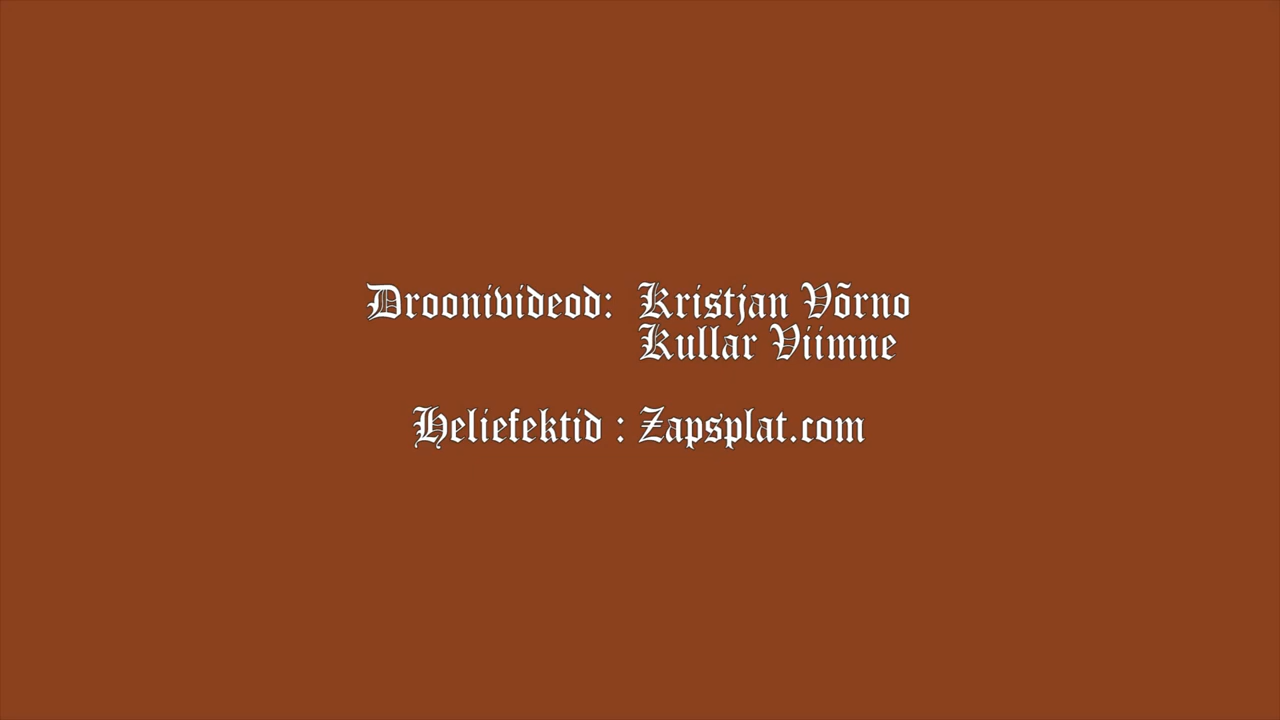 Droonivideod: Kristjan Võrno
Kullar Viimne
Heliefektid : Zapsplat.com